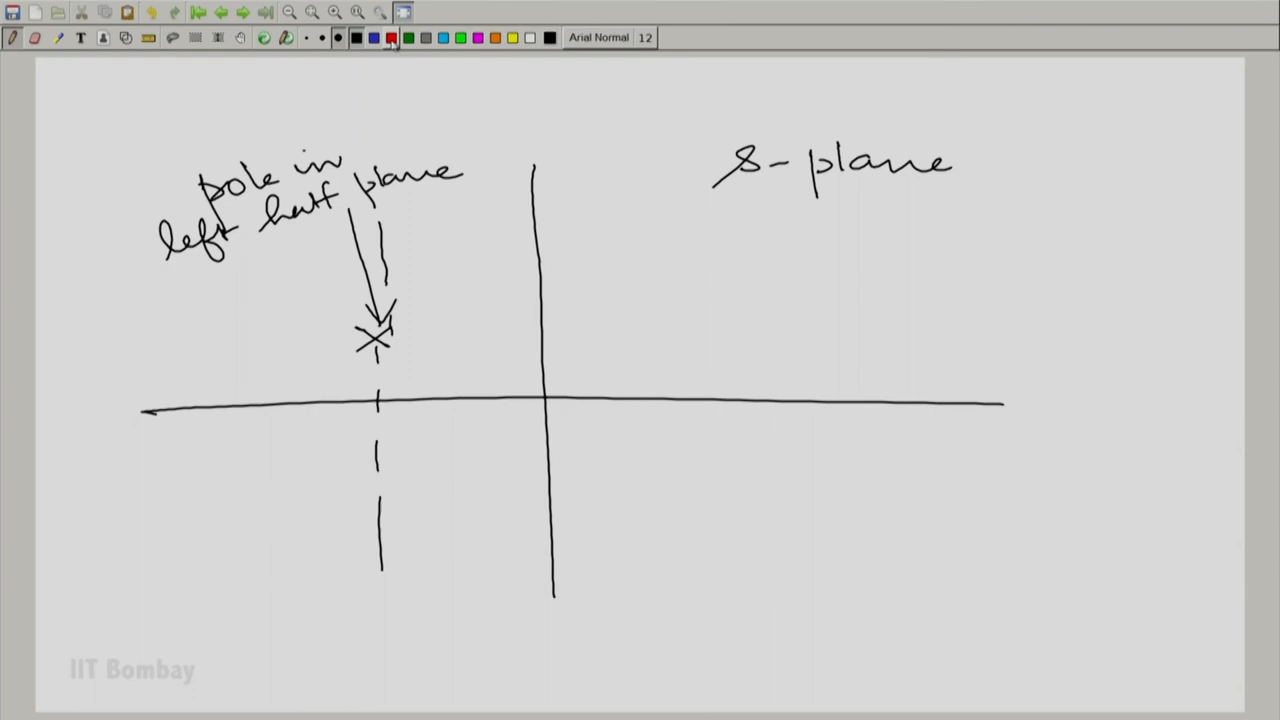 Arial Normal 12
s-plane
pole in
left half plane
IIT Bombay